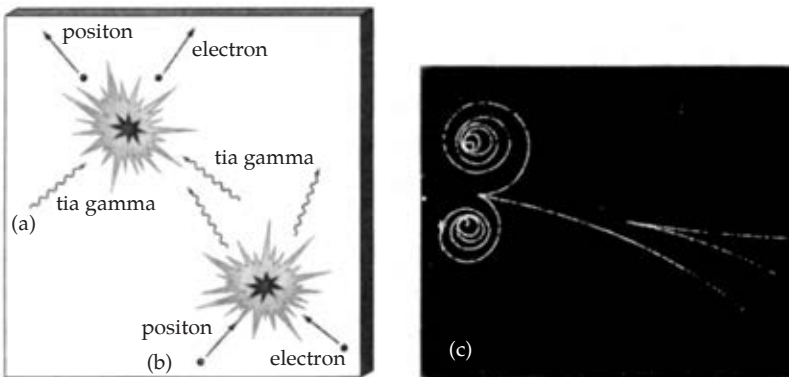 positon
electron
tia gamma
(a)
tia gamma
positon
(b)
electron
(c)